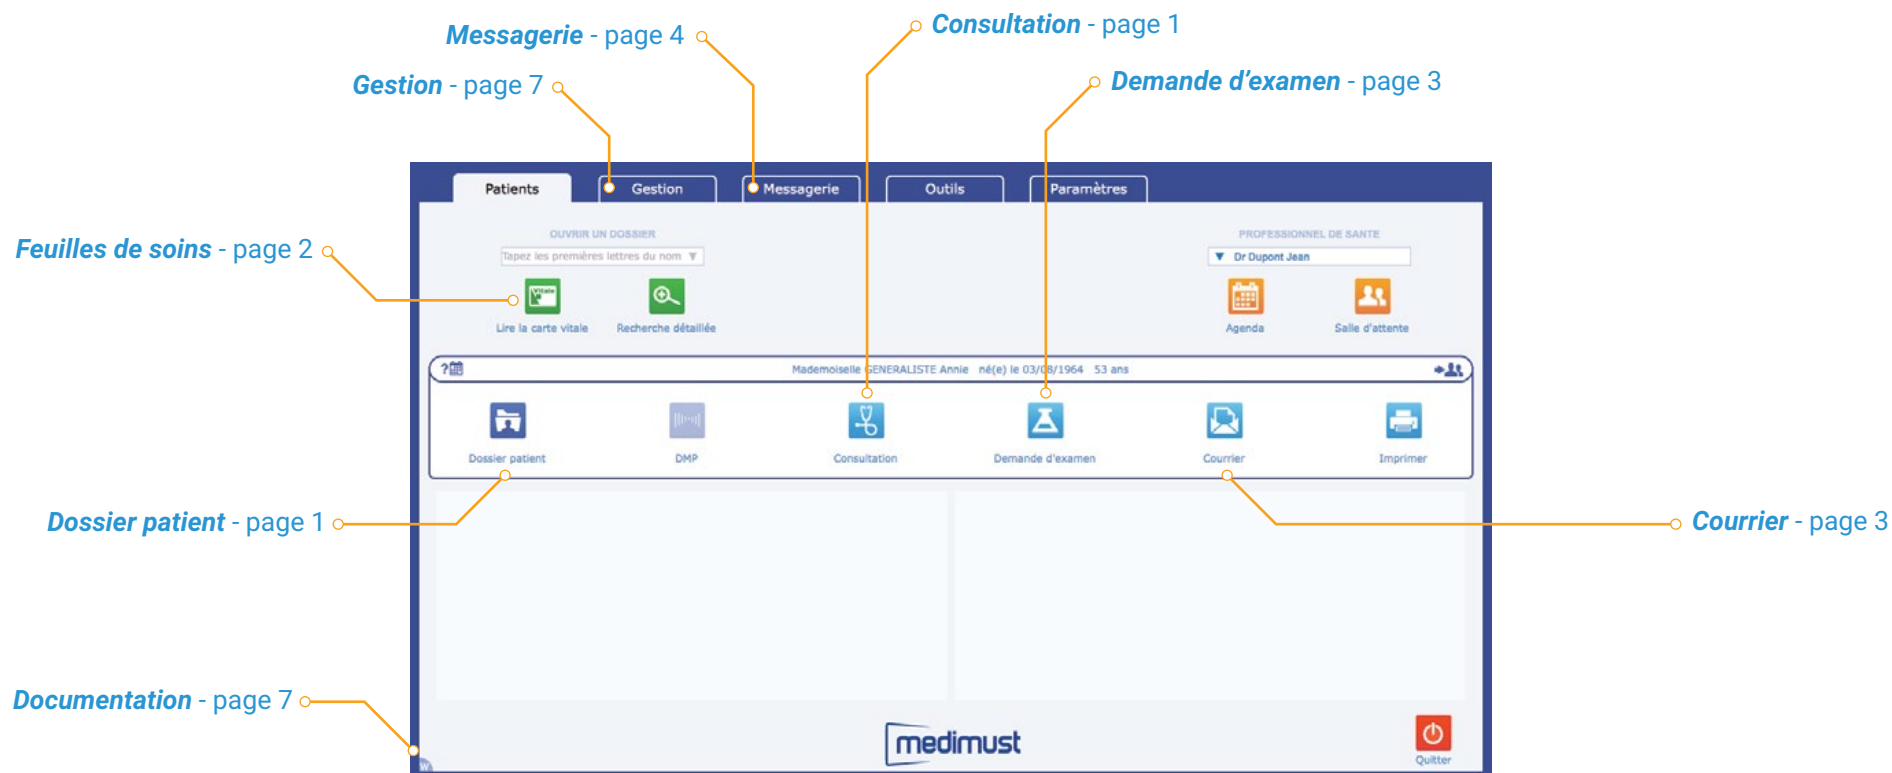 Consultation - page 1
Messagerie - page 4
Gestion - page 7
Demande d'examen - page 3
Patients
Gestion
Messagerie
Outils
Paramètres
OUVRIR UN DOSSIER
PROFESSIONNEL DE SANTE
Feuilles de soins - page 2
Tapez les premières lettres du nom ▼
▼ Dr Dupont Jean
Vitale
Lire la carte vitale
Recherche détaillée
Agenda
Salle d'attente
?
Mademoiselle GENERALISTE Annie né(e) le 03/08/1964 53 ans
Dossier patient
DMP
Consultation
Demande d'examen
Courrier
Imprimer
Dossier patient - page 1
Courrier - page 3
Documentation - page 7
medimust
Quitter
W